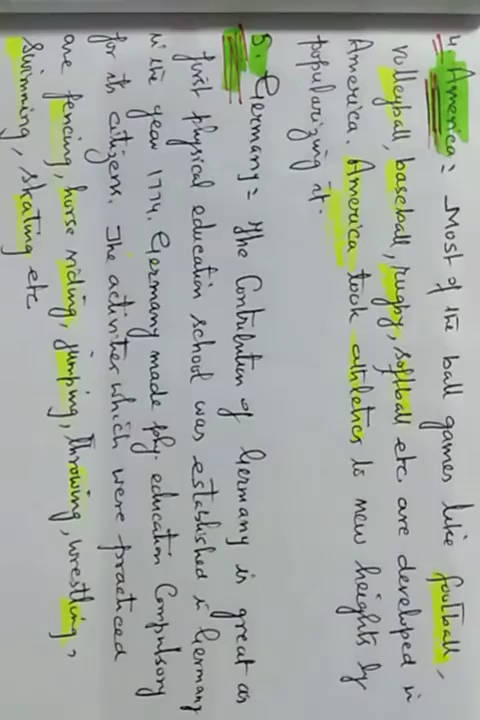 4. America: Most of the ball games like football,
volleyball, baseball, rugby, softball etc are developed in
America. America took athletics to new heights by
popularizing it.
5. Germany = The Contribution of Germany is great as
first physical education school was established in Germany
in the year 1774. Germany made phy. education Compulsory
for its citizens. The activities which were practiced
are fencing, horse riding, jumping, throwing, wrestling,
swimming, skating etc